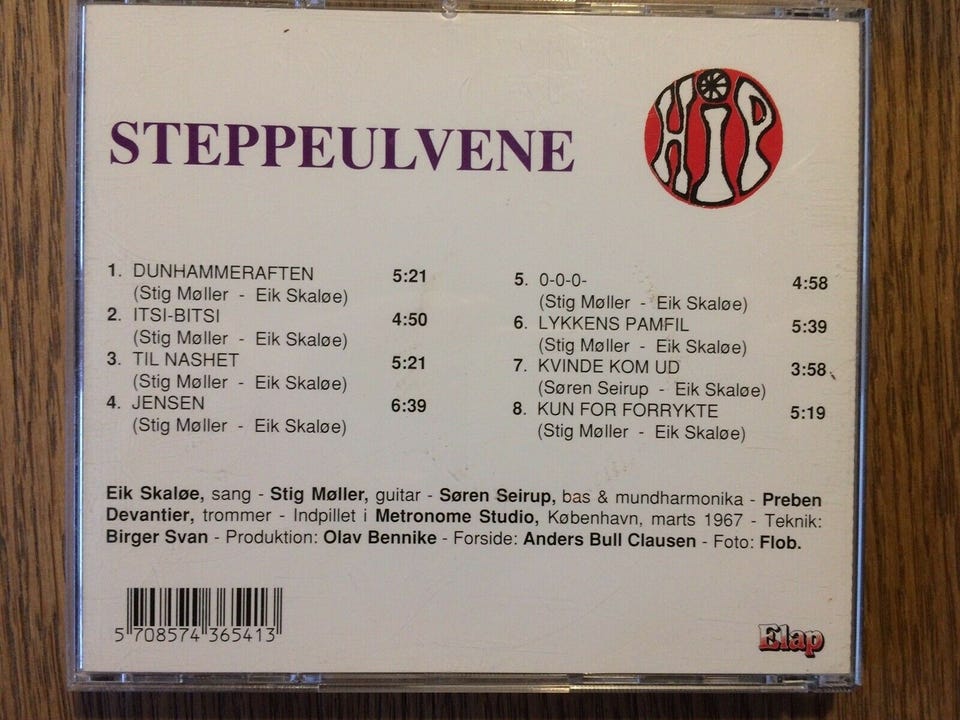 STEPPEULVENE
HIP
1. DUNHAMMERAFTEN 5:21
(Stig Møller - Eik Skaløe)
2. ITSI-BITSI 4:50
(Stig Møller - Eik Skaløe)
3. TIL NASHET 5:21
(Stig Møller - Eik Skaløe)
4. JENSEN 6:39
(Stig Møller - Eik Skaløe)
5. 0-0-0- 4:58
(Stig Møller - Eik Skaløe)
6. LYKKENS PAMFIL 5:39
(Stig Møller - Eik Skaløe)
7. KVINDE KOM UD 3:58
(Søren Seirup - Eik Skaløe)
8. KUN FOR FORRYKTE 5:19
(Stig Møller - Eik Skaløe)
Eik Skaløe, sang - Stig Møller, guitar - Søren Seirup, bas & mundharmonika - Preben
Devantier, trommer - Indpillet i Metronome Studio, København, marts 1967 - Teknik:
Birger Svan - Produktion: Olav Bennike - Forside: Anders Bull Clausen - Foto: Flob.
5 708574 365413
Elap